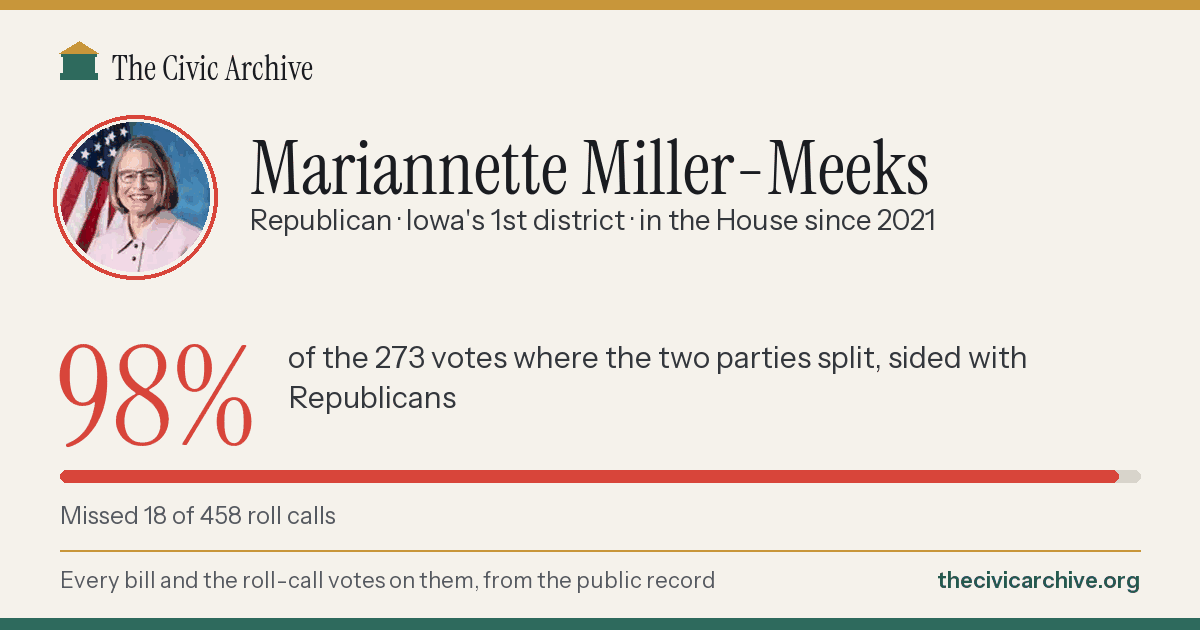 The Civic Archive
Mariannette Miller-Meeks
Republican · Iowa's 1st district · in the House since 2021
98%
of the 273 votes where the two parties split, sided with
Republicans
Missed 18 of 458 roll calls
Every bill and the roll-call votes on them, from the public record
thecivicarchive.org